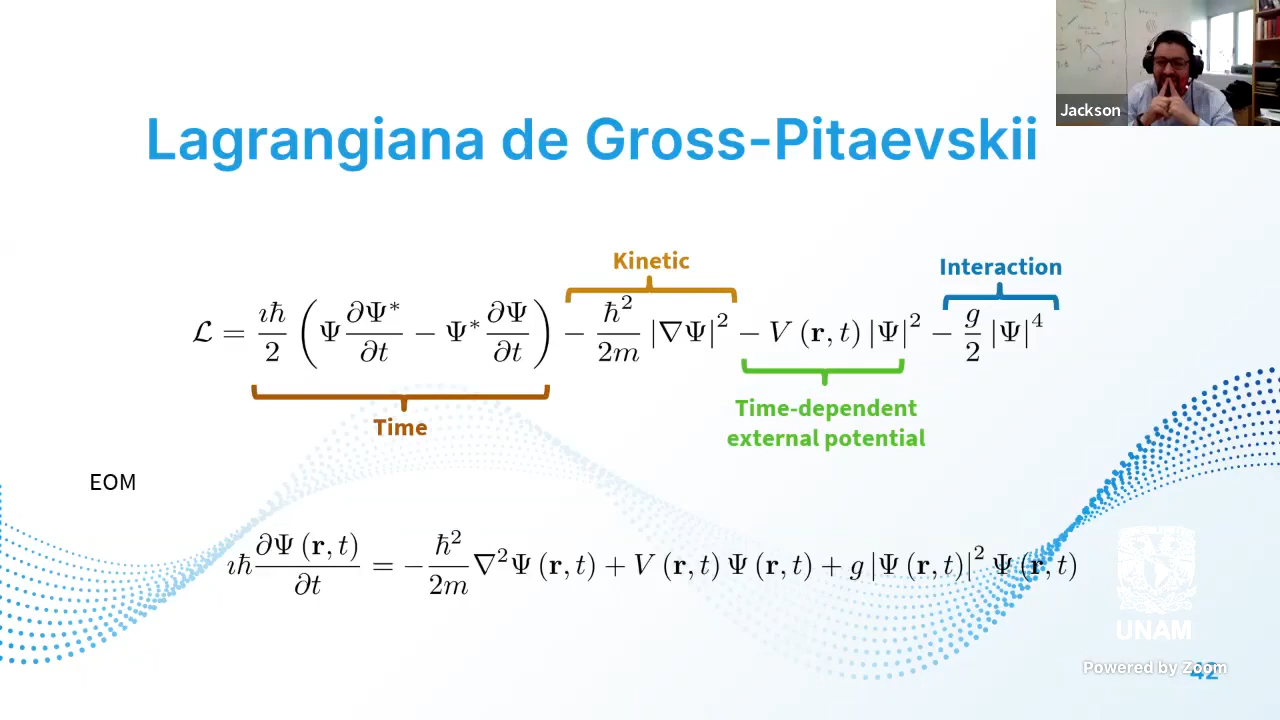 Jackson
Lagrangiana de Gross-Pitaevskii
Kinetic
Interaction
ℒ = ıħ/2 (Ψ ∂Ψ*/∂t − Ψ* ∂Ψ/∂t) − ħ²/2m |∇Ψ|² − V (r, t) |Ψ|² − g/2 |Ψ|⁴
Time
Time-dependent
external potential
EOM
ıħ ∂Ψ (r, t)/∂t = − ħ²/2m ∇²Ψ (r, t) + V (r, t) Ψ (r, t) + g |Ψ (r, t)|² Ψ (r, t)
UNAM
Powered by Zoom
42